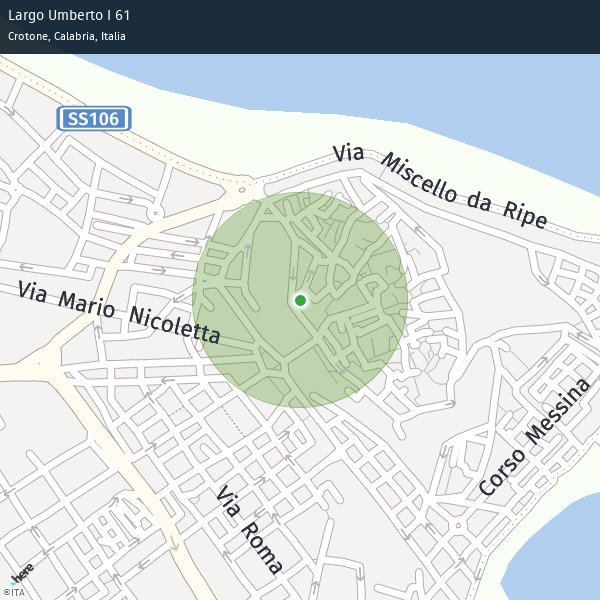 Largo Umberto I 61
Crotone, Calabria, Italia
SS106
Via Miscello da Ripe
Via Mario Nicoletta
Corso Messina
Via Roma
here
©ITA